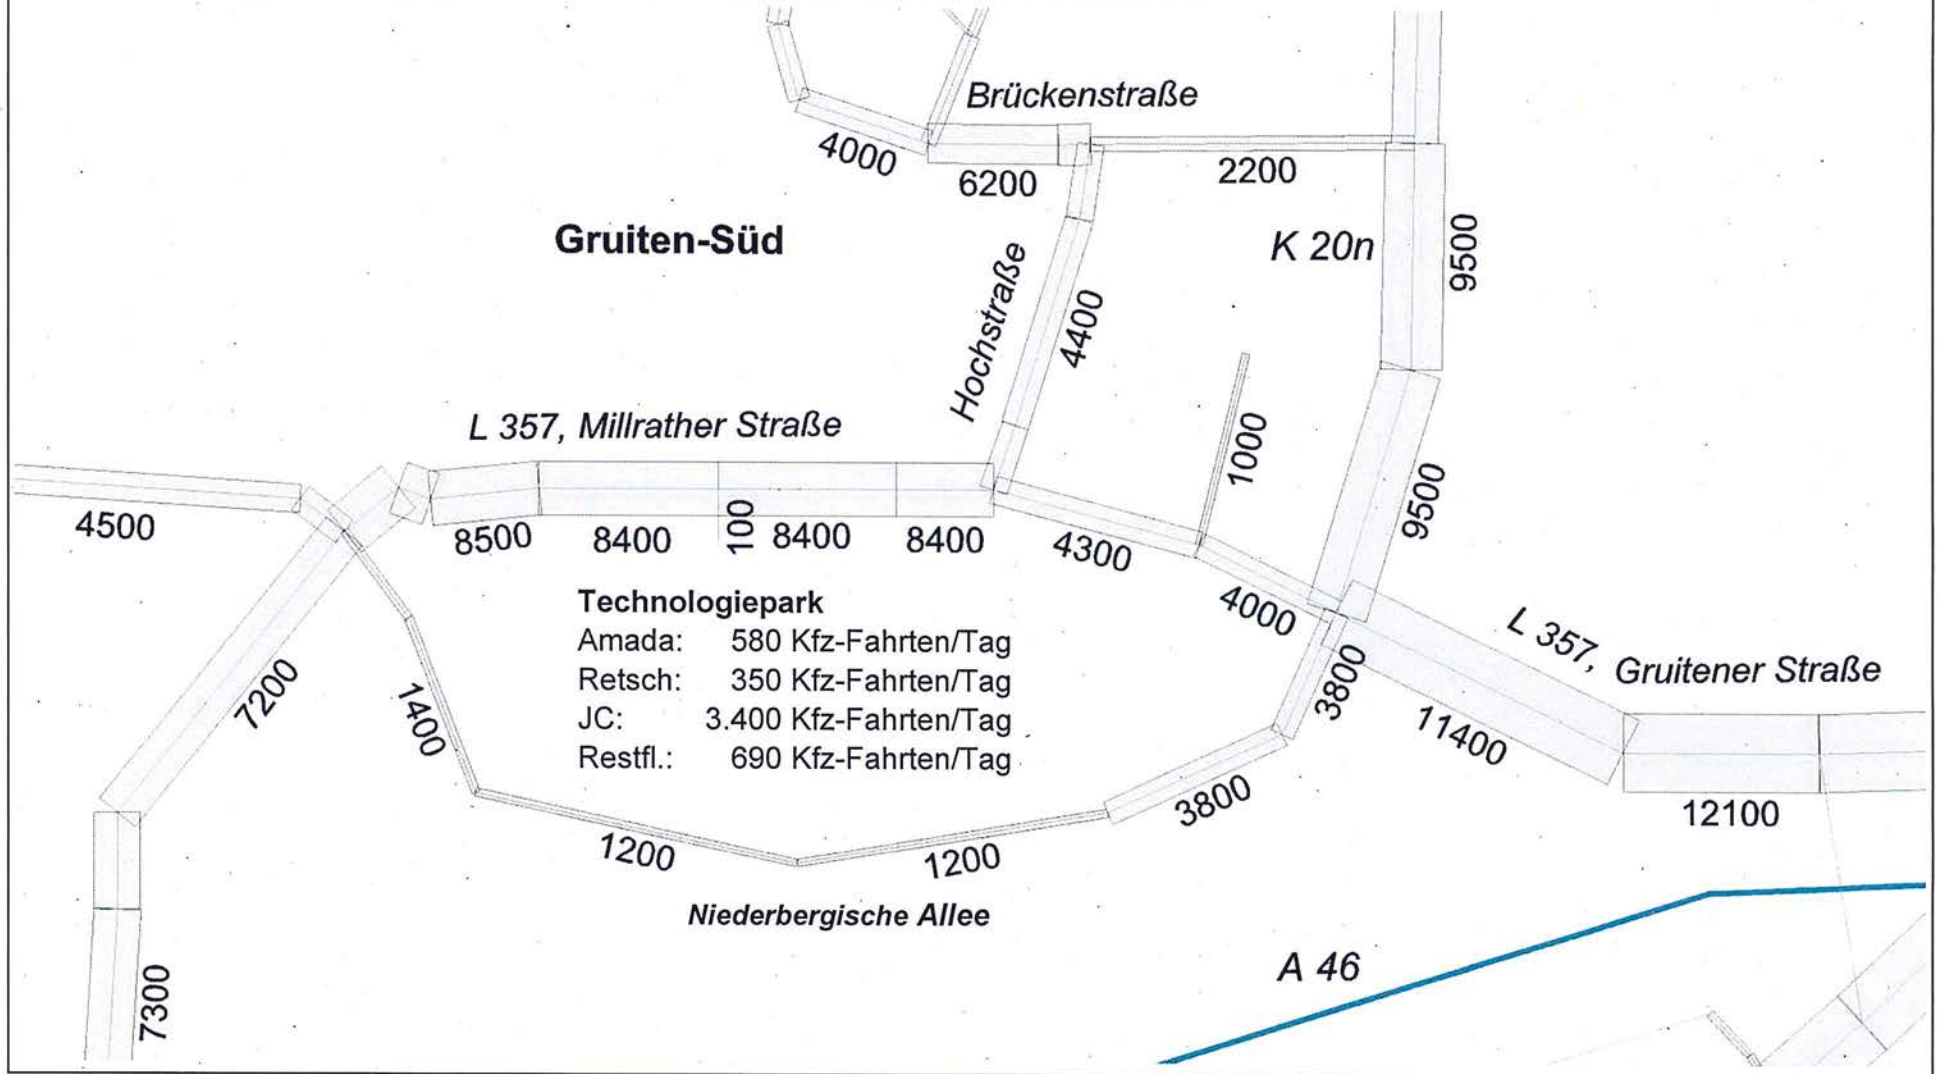 Brückenstraße
4000
6200
2200
Gruiten-Süd
K 20n
9500
Hochstraße
4400
L 357, Millrather Straße
1000
9500
4500
8500
8400
100
8400
8400
4300
4000
Technologiepark
Amada: 580 Kfz-Fahrten/Tag
Retsch: 350 Kfz-Fahrten/Tag
JC: 3.400 Kfz-Fahrten/Tag
Restfl.: 690 Kfz-Fahrten/Tag
L 357, Gruitener Straße
7200
1400
3800
11400
3800
12100
1200
1200
Niederbergische Allee
A 46
7300